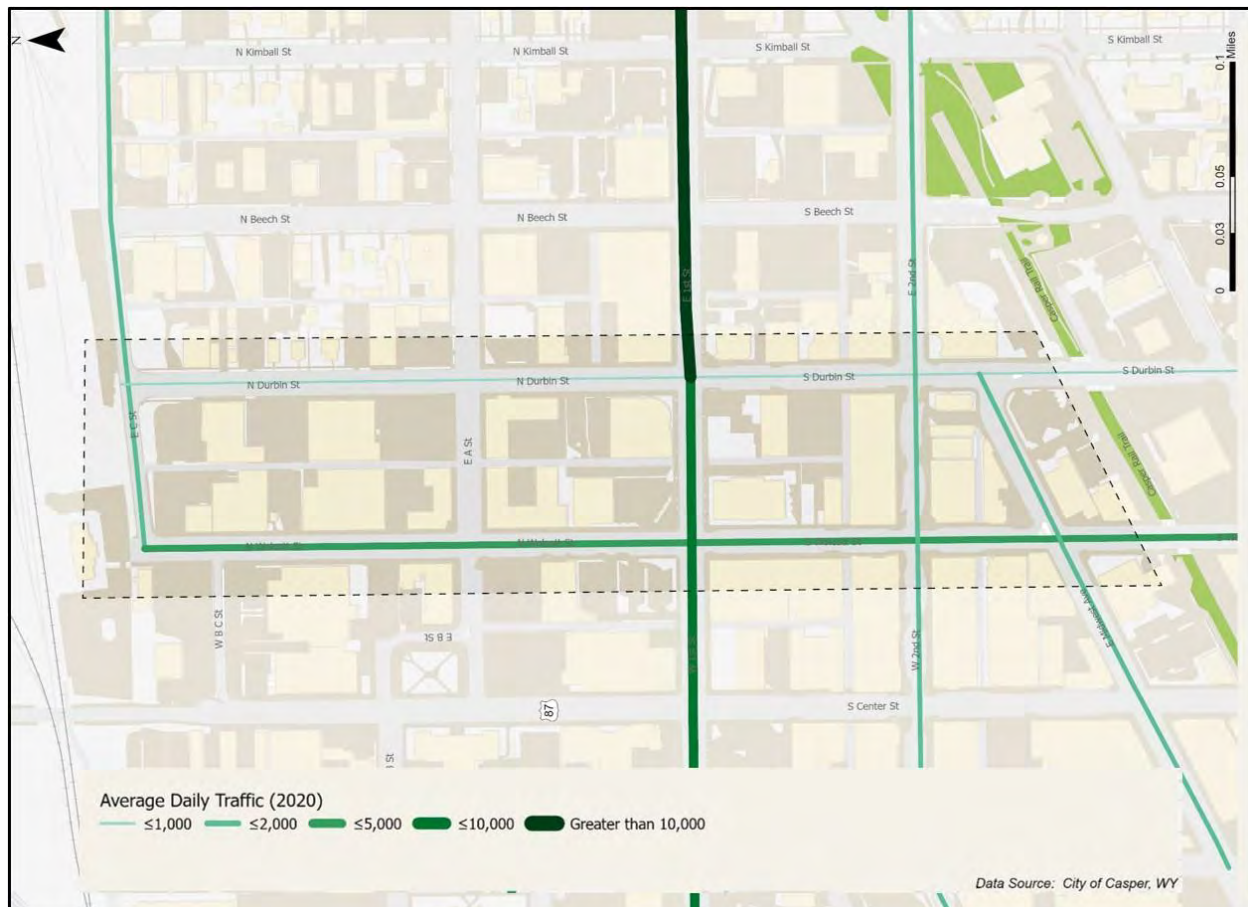 N
N Kimball St
N Kimball St
S Kimball St
S Kimball St
0.1
Miles
0.05
0.03
0
N Beech St
N Beech St
S Beech St
E 1st St
E 2nd St
Casper Rail Trail
N Durbin St
N Durbin St
S Durbin St
S Durbin St
E C St
E A St
Casper Rail Trail
W B C St
E B St
W 2nd St
E Midwest Ave
87
S Center St
St
Average Daily Traffic (2020)
≤1,000 ≤2,000 ≤5,000 ≤10,000 Greater than 10,000
Data Source: City of Casper, WY